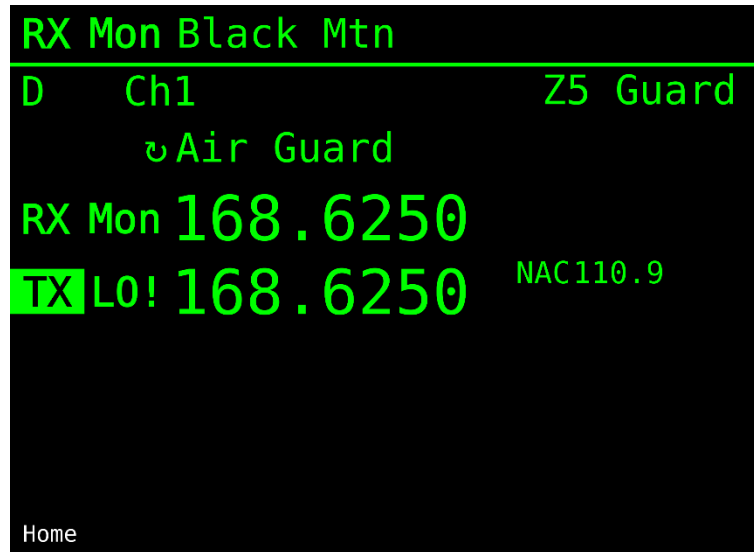 RX Mon Black Mtn
D Ch1 Z5 Guard
↻Air Guard
RX Mon 168.6250
TX LO! 168.6250 NAC110.9
Home